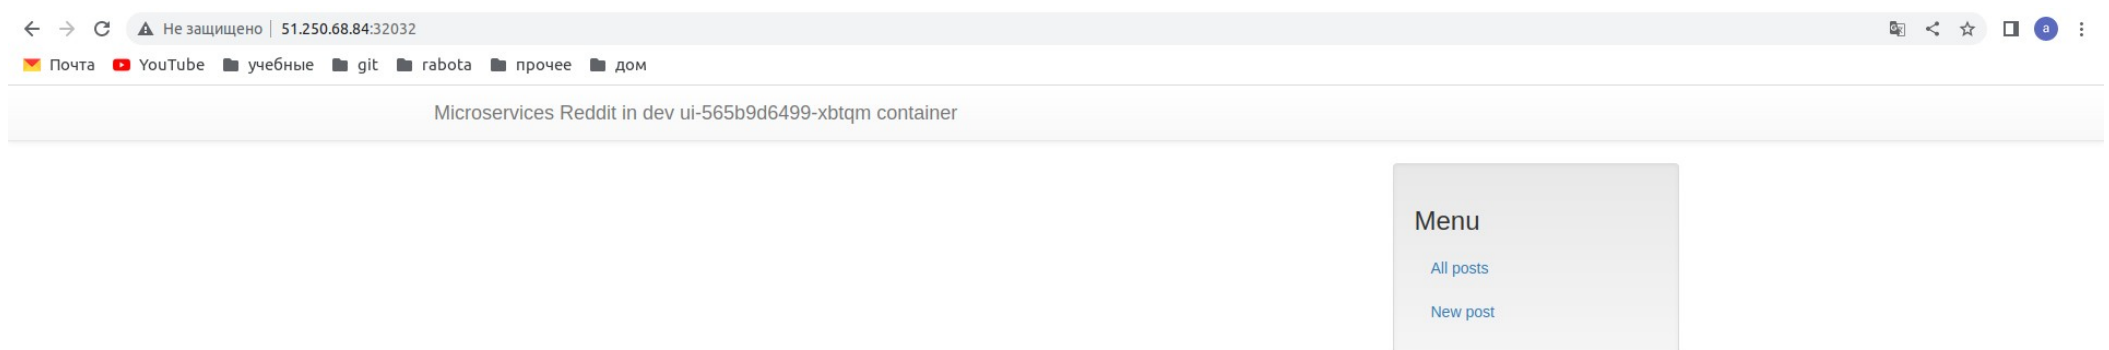 Не защищено | 51.250.68.84:32032 a
Почта YouTube учебные git rabota прочее дом
Microservices Reddit in dev ui-565b9d6499-xbtqm container
Menu
All posts
New post